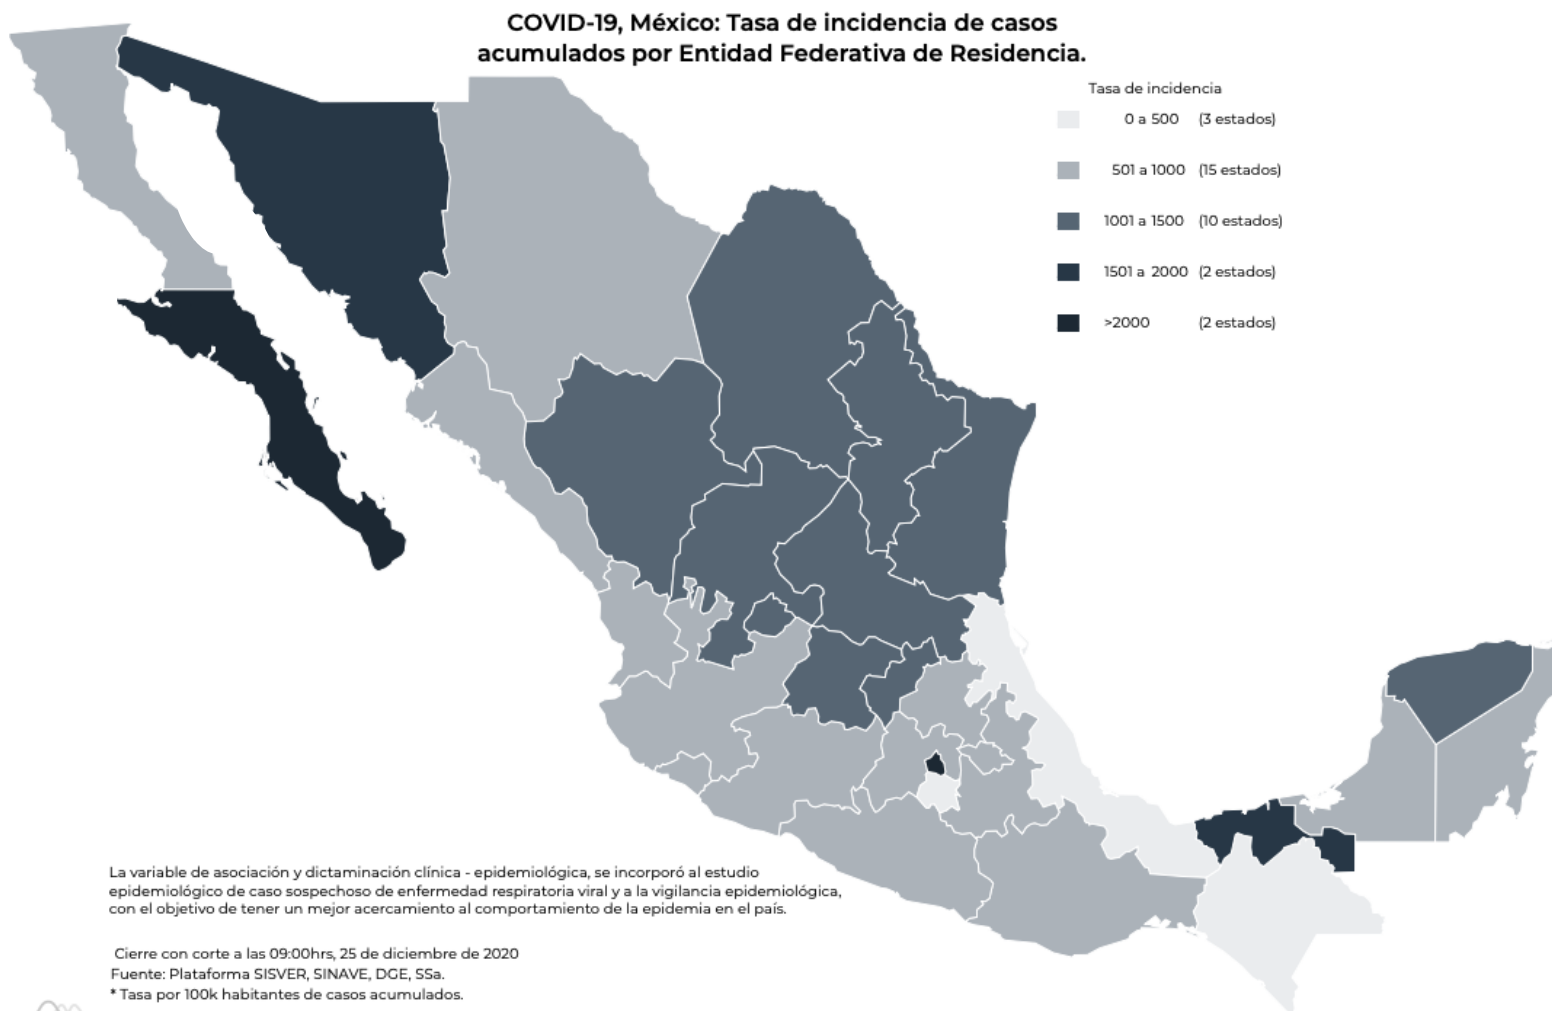 COVID-19, México: Tasa de incidencia de casos
acumulados por Entidad Federativa de Residencia.
Tasa de incidencia
0 a 500 (3 estados)
501 a 1000 (15 estados)
1001 a 1500 (10 estados)
1501 a 2000 (2 estados)
>2000 (2 estados)
La variable de asociación y dictaminación clínica - epidemiológica, se incorporó al estudio
epidemiológico de caso sospechoso de enfermedad respiratoria viral y a la vigilancia epidemiológica,
con el objetivo de tener un mejor acercamiento al comportamiento de la epidemia en el país.
Cierre con corte a las 09:00hrs, 25 de diciembre de 2020
Fuente: Plataforma SISVER, SINAVE, DGE, SSa.
* Tasa por 100k habitantes de casos acumulados.